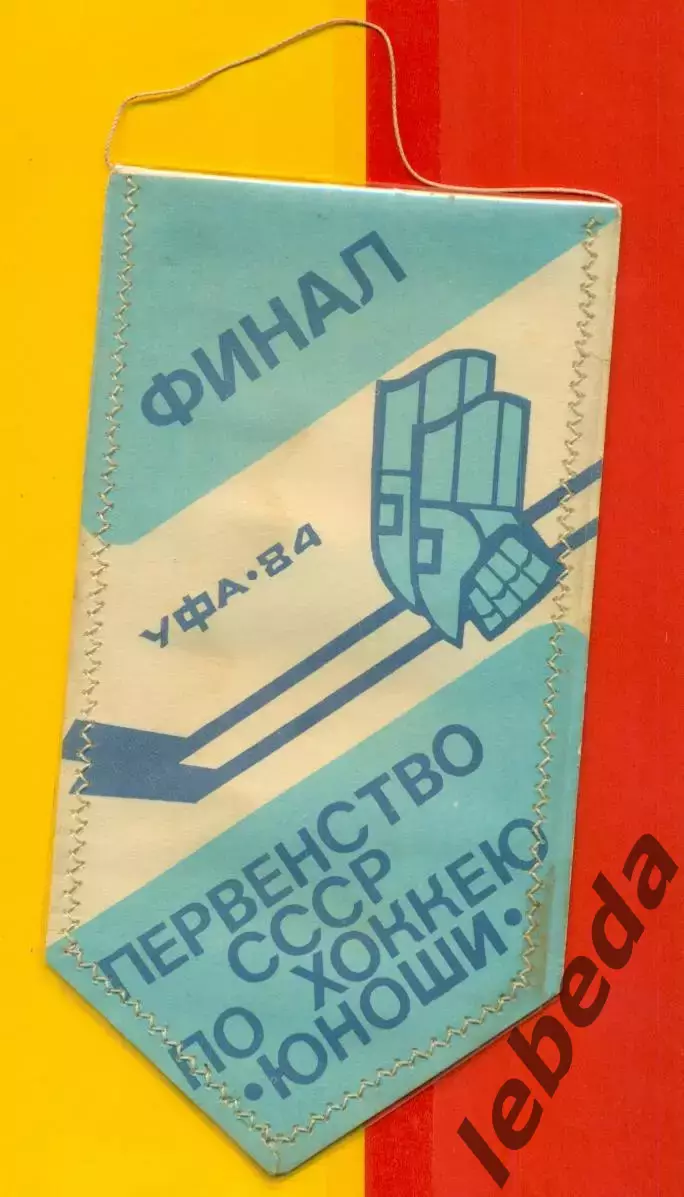 ФИНАЛ
УФА·84
ПЕРВЕНСТВО
СССР
ПО ХОККЕЮ
·ЮНОШИ·
lebeda